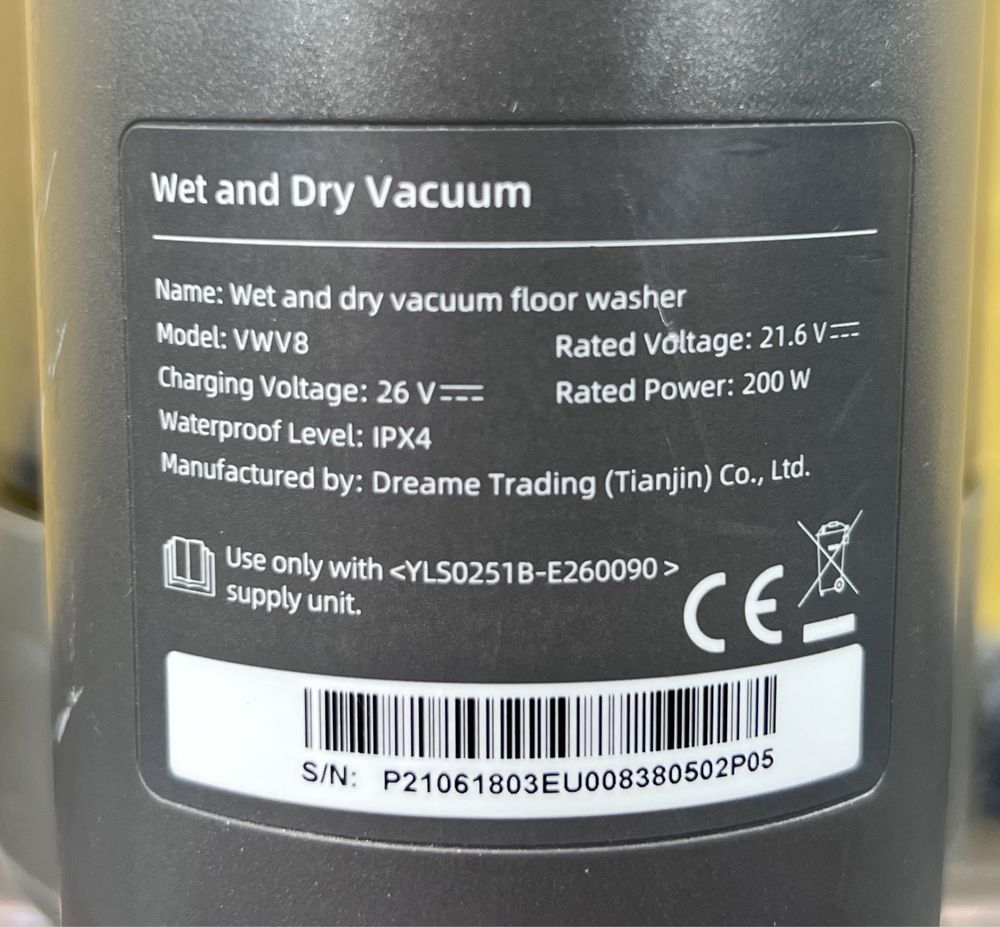 Wet and Dry Vacuum
Name: Wet and dry vacuum floor washer
Model: VWV8
Rated Voltage: 21.6 V⎓
Charging Voltage: 26 V⎓
Rated Power: 200 W
Waterproof Level: IPX4
Manufactured by: Dreame Trading (Tianjin) Co., Ltd.
Use only with <YLS0251B-E260090 >
supply unit.
CE
S/N: P21061803EU008380502P05